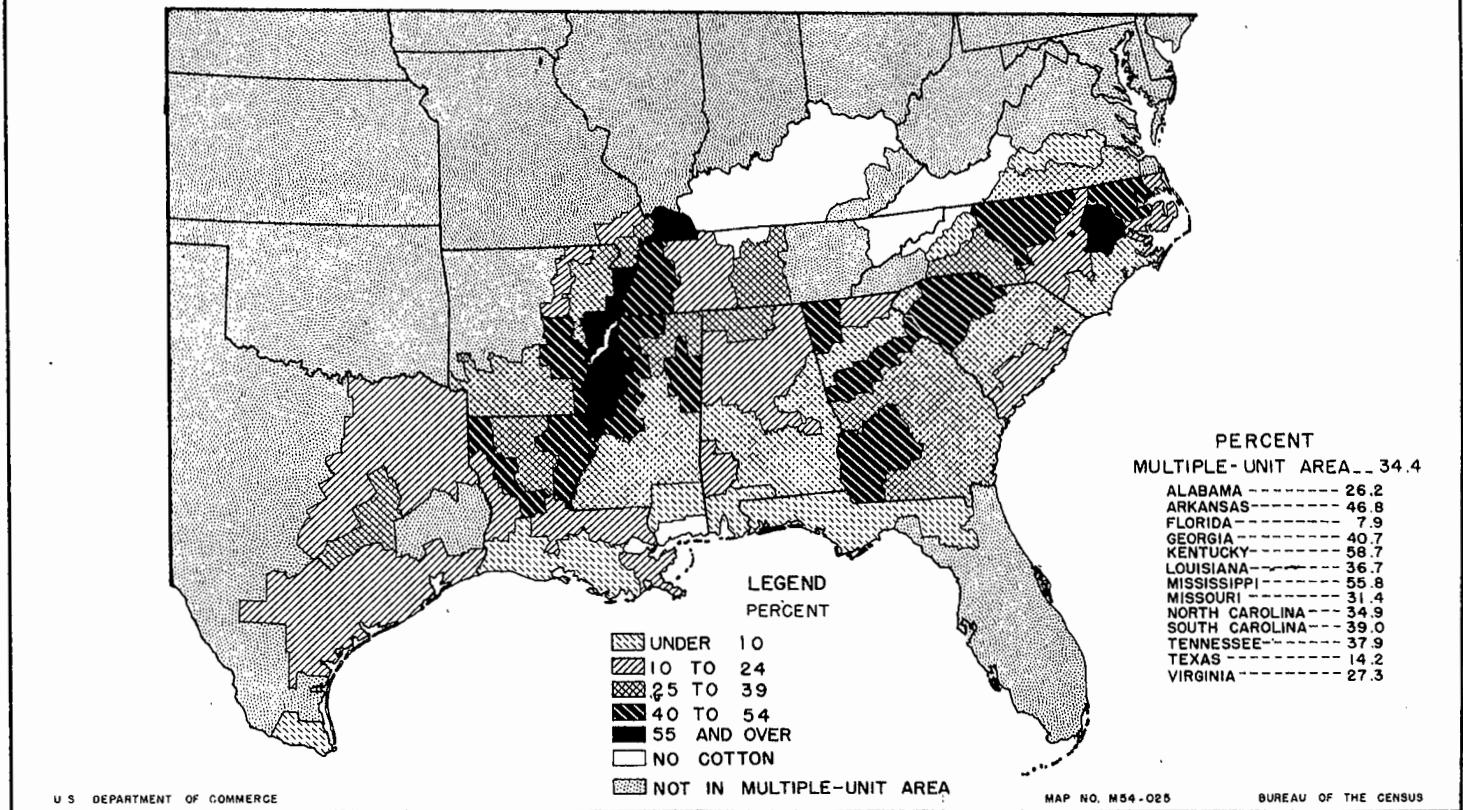 PERCENT
MULTIPLE-UNIT AREA-- 34.4
ALABAMA --------- 26.2
ARKANSAS--------- 46.8
FLORIDA---------- 7.9
GEORGIA---------- 40.7
KENTUCKY--------- 58.7
LOUISIANA-------- 36.7
MISSISSIPPI------ 55.8
MISSOURI -------- 31.4
NORTH CAROLINA--- 34.9
SOUTH CAROLINA--- 39.0
TENNESSEE-------- 37.9
TEXAS ----------- 14.2
VIRGINIA--------- 27.3
LEGEND
PERCENT
UNDER 10
10 TO 24
25 TO 39
40 TO 54
55 AND OVER
NO COTTON
NOT IN MULTIPLE-UNIT AREA
U S DEPARTMENT OF COMMERCE
MAP NO. M54-025
BUREAU OF THE CENSUS